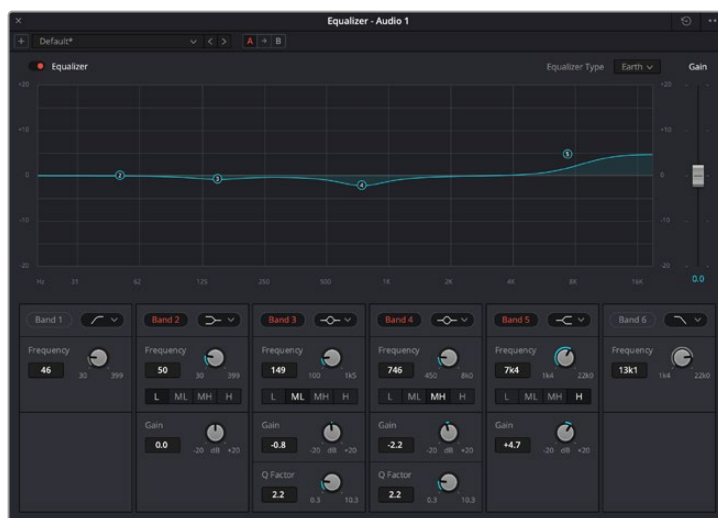 Equalizer - Audio 1
Default*
A
B
Equalizer
Equalizer Type
Earth
Gain
+20 +20
+10 +10
0 0
-10 -10
-20 -20
2 3 4 5
Hz 31 62 125 250 500 1K 2K 4K 8K 16K
0.0
Band 1
Band 2
Band 3
Band 4
Band 5
Band 6
Frequency Frequency Frequency Frequency Frequency Frequency
46 30 399
50 30 399
149 100 1k5
746 450 8k0
7k4 1k4 22k0
13k1 1k4 22k0
L ML MH H
L ML MH H
L ML MH H
L ML MH H
Gain Gain Gain Gain
0.0 -20 dB +20
-0.8 -20 dB +20
-2.2 -20 dB +20
+4.7 -20 dB +20
Q Factor Q Factor
2.2 0.3 10.3
2.2 0.3 10.3